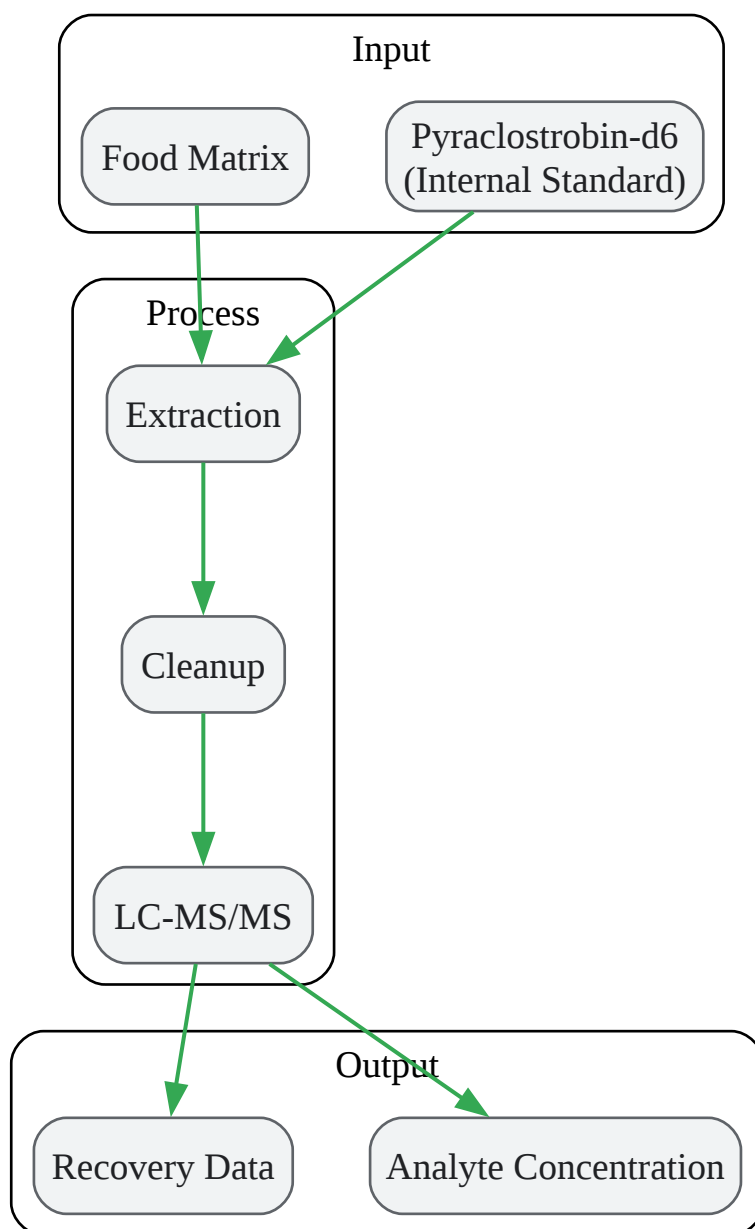 Input
Food Matrix
Pyraclostrobin-d6
(Internal Standard)
Process
Extraction
Cleanup
LC-MS/MS
Output
Recovery Data
Analyte Concentration